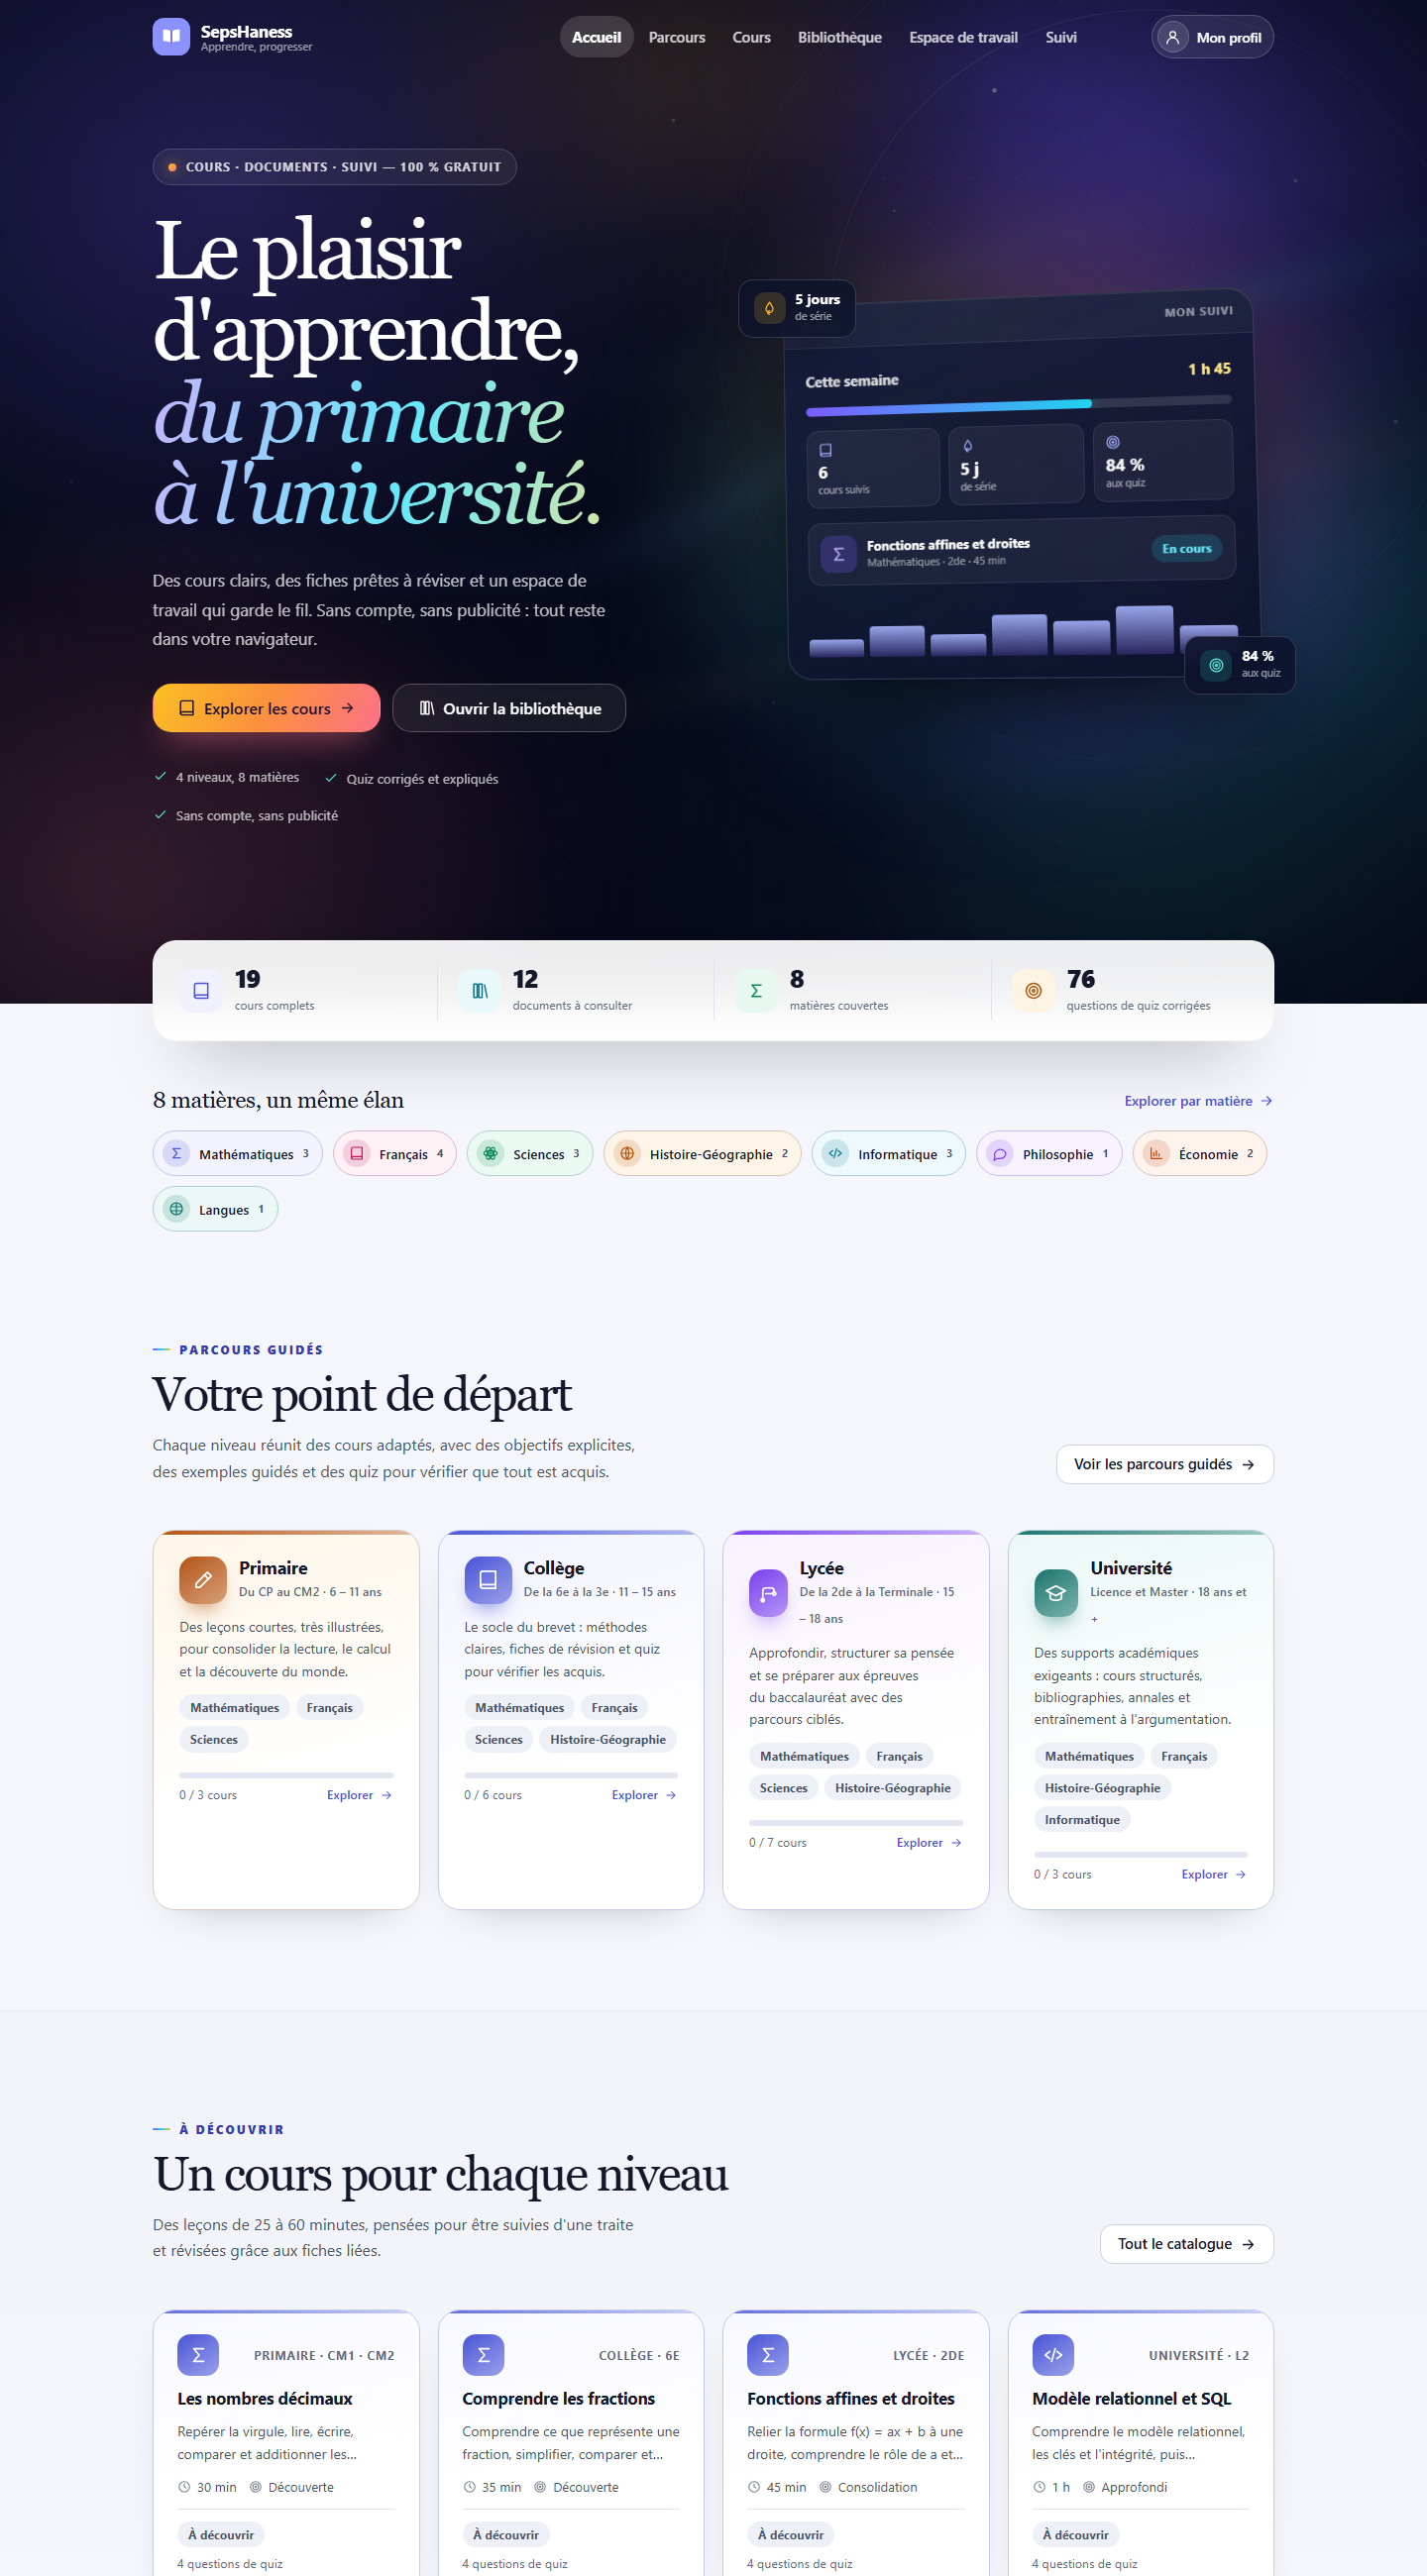 SepsHaness
Apprendre, progresser
Accueil
Parcours
Cours
Bibliothèque
Espace de travail
Suivi
Mon profil
COURS · DOCUMENTS · SUIVI — 100 % GRATUIT
Le plaisir
d'apprendre,
du primaire
à l'université.
Des cours clairs, des fiches prêtes à réviser et un espace de
travail qui garde le fil. Sans compte, sans publicité : tout reste
dans votre navigateur.
Explorer les cours
Ouvrir la bibliothèque
4 niveaux, 8 matières
Quiz corrigés et expliqués
Sans compte, sans publicité
5 jours
de série
MON SUIVI
Cette semaine
1 h 45
6
cours suivis
5 j
de série
84 %
aux quiz
Fonctions affines et droites
Mathématiques · 2de · 45 min
En cours
84 %
aux quiz
19
cours complets
12
documents à consulter
8
matières couvertes
76
questions de quiz corrigées
8 matières, un même élan
Explorer par matière
Mathématiques 3
Français 4
Sciences 3
Histoire-Géographie 2
Informatique 3
Philosophie 1
Économie 2
Langues 1
PARCOURS GUIDÉS
Votre point de départ
Chaque niveau réunit des cours adaptés, avec des objectifs explicites,
des exemples guidés et des quiz pour vérifier que tout est acquis.
Voir les parcours guidés
Primaire
Du CP au CM2 · 6 – 11 ans
Des leçons courtes, très illustrées,
pour consolider la lecture, le calcul
et la découverte du monde.
Mathématiques
Français
Sciences
0 / 3 cours
Explorer
Collège
De la 6e à la 3e · 11 – 15 ans
Le socle du brevet : méthodes
claires, fiches de révision et quiz
pour vérifier les acquis.
Mathématiques
Français
Sciences
Histoire-Géographie
0 / 6 cours
Explorer
Lycée
De la 2de à la Terminale · 15
– 18 ans
Approfondir, structurer sa pensée
et se préparer aux épreuves
du baccalauréat avec des
parcours ciblés.
Mathématiques
Français
Sciences
Histoire-Géographie
0 / 7 cours
Explorer
Université
Licence et Master · 18 ans et
+
Des supports académiques
exigeants : cours structurés,
bibliographies, annales et
entraînement à l'argumentation.
Mathématiques
Français
Histoire-Géographie
Informatique
0 / 3 cours
Explorer
À DÉCOUVRIR
Un cours pour chaque niveau
Des leçons de 25 à 60 minutes, pensées pour être suivies d'une traite
et révisées grâce aux fiches liées.
Tout le catalogue
PRIMAIRE · CM1 · CM2
Les nombres décimaux
Repérer la virgule, lire, écrire,
comparer et additionner les...
30 min
Découverte
À découvrir
4 questions de quiz
COLLÈGE · 6E
Comprendre les fractions
Comprendre ce que représente une
fraction, simplifier, comparer et...
35 min
Découverte
À découvrir
4 questions de quiz
LYCÉE · 2DE
Fonctions affines et droites
Relier la formule f(x) = ax + b à une
droite, comprendre le rôle de a et...
45 min
Consolidation
À découvrir
4 questions de quiz
UNIVERSITÉ · L2
Modèle relationnel et SQL
Comprendre le modèle relationnel,
les clés et l'intégrité, puis...
1 h
Approfondi
À découvrir
4 questions de quiz